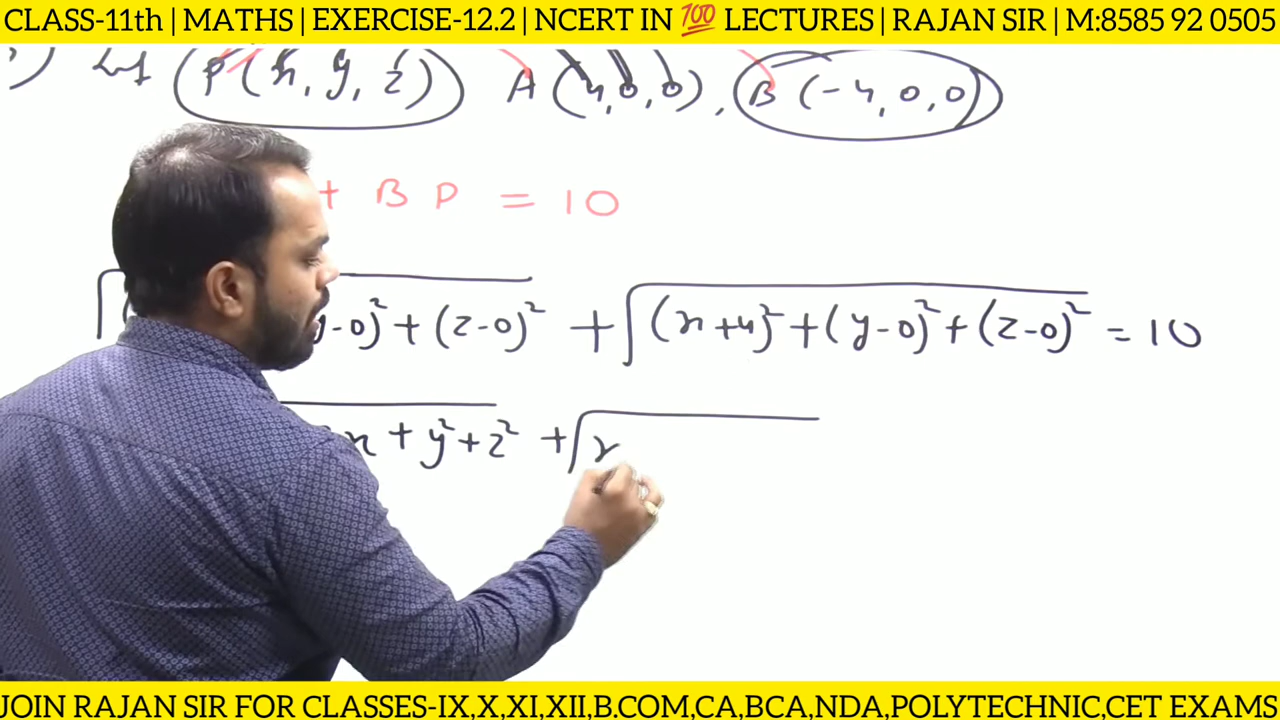 CLASS-11th | MATHS | EXERCISE-12.2 | NCERT IN 💯 LECTURES | RAJAN SIR | M:8585 92 0505
Let P (x, y, z) A (4, 0, 0), B (-4, 0, 0)
+ BP = 10
-0)² + (z-0)² + √(x+4)² + (y-0)² + (z-0)² = 10
x + y² + z² + √x
JOIN RAJAN SIR FOR CLASSES-IX,X,XI,XII,B.COM,CA,BCA,NDA,POLYTECHNIC,CET EXAMS